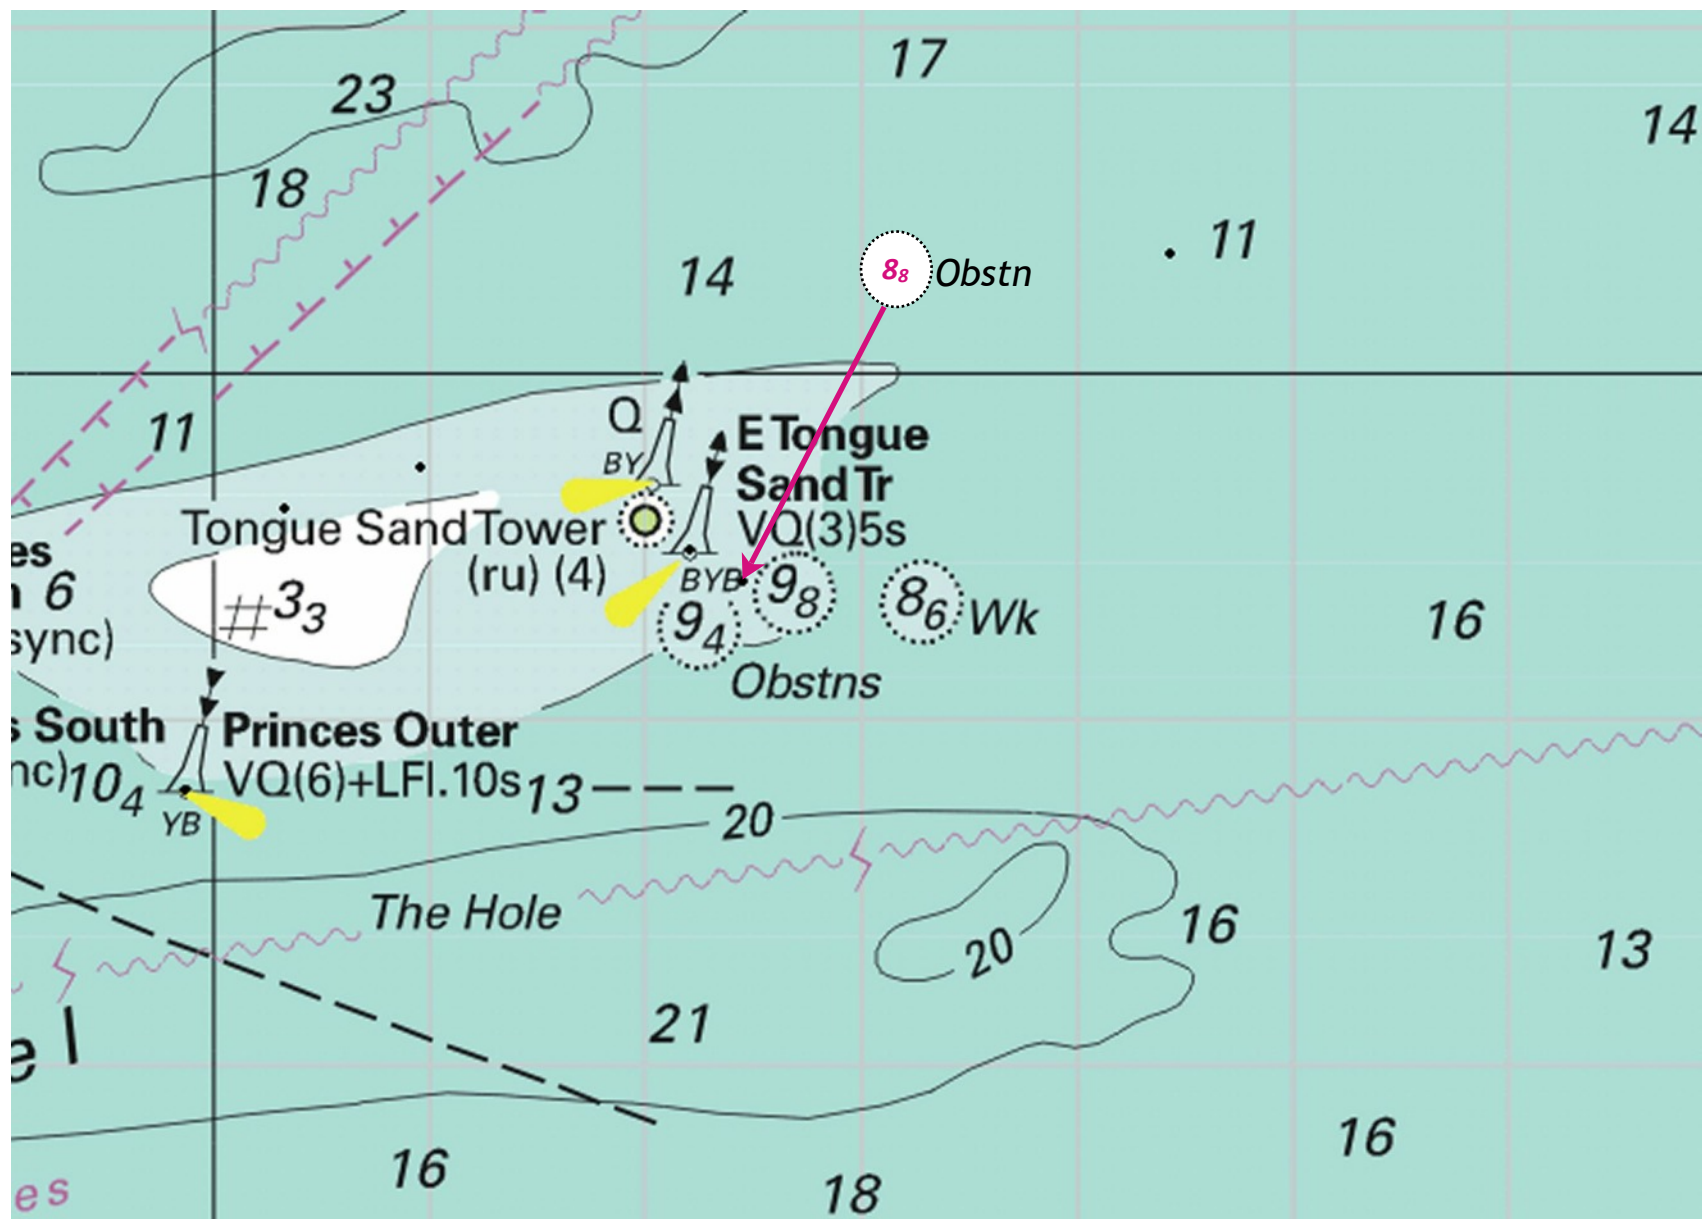 17
23
14
18
11
8₈ Obstn
14
Q
11
E Tongue
BY
Sand Tr
Tongue Sand Tower
VQ(3)5s
es
(ru) (4)
BYB
9₈
6
3₃
8₆ Wk
16
9₄
sync)
Obstns
s South
Princes Outer
nc)
10₄
VQ(6)+LFl.10s
13
YB
20
The Hole
16
20
13
21
e l
16
16
18
es